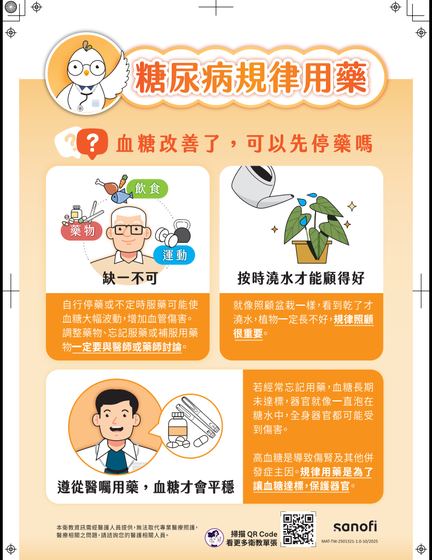 糖尿病規律用藥
血糖改善了，可以先停藥嗎
飲食
藥物
運動
缺一不可
自行停藥或不定時服藥可能使
血糖大幅波動，增加血管傷害。
調整藥物、忘記服藥或補服用藥
物一定要與醫師或藥師討論。
按時澆水才能顧得好
就像照顧盆栽一樣，看到乾了才
澆水，植物一定長不好，規律照顧
很重要。
遵從醫囑用藥，血糖才會平穩
若經常忘記用藥，血糖長期
未達標，器官就像一直泡在
糖水中，全身器官都可能受
到傷害。
高血糖是導致傷腎及其他併
發症主因。規律用藥是為了
讓血糖達標，保護器官。
本衛教資訊需經醫護人員提供，無法取代專業醫療照護，
醫療相關之問題，請諮詢您的醫護相關人員。
掃描 QR Code
看更多衛教單張
sanofi
MAT-TW-2501321-1.0-10/2025